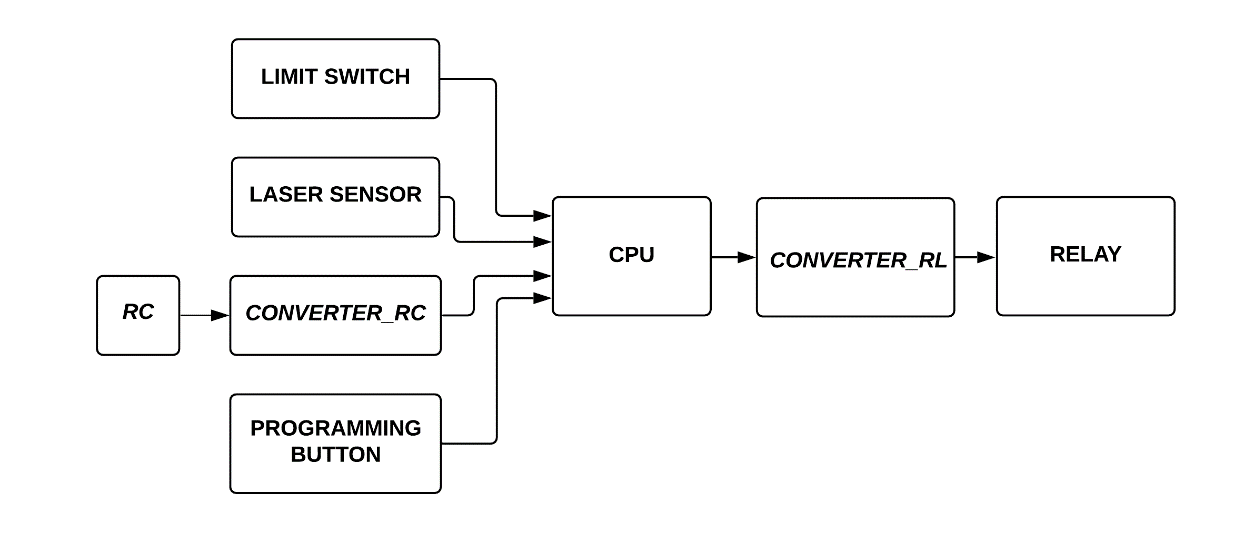 LIMIT SWITCH
LASER SENSOR
RC
CONVERTER_RC
PROGRAMMING
BUTTON
CPU
CONVERTER_RL
RELAY